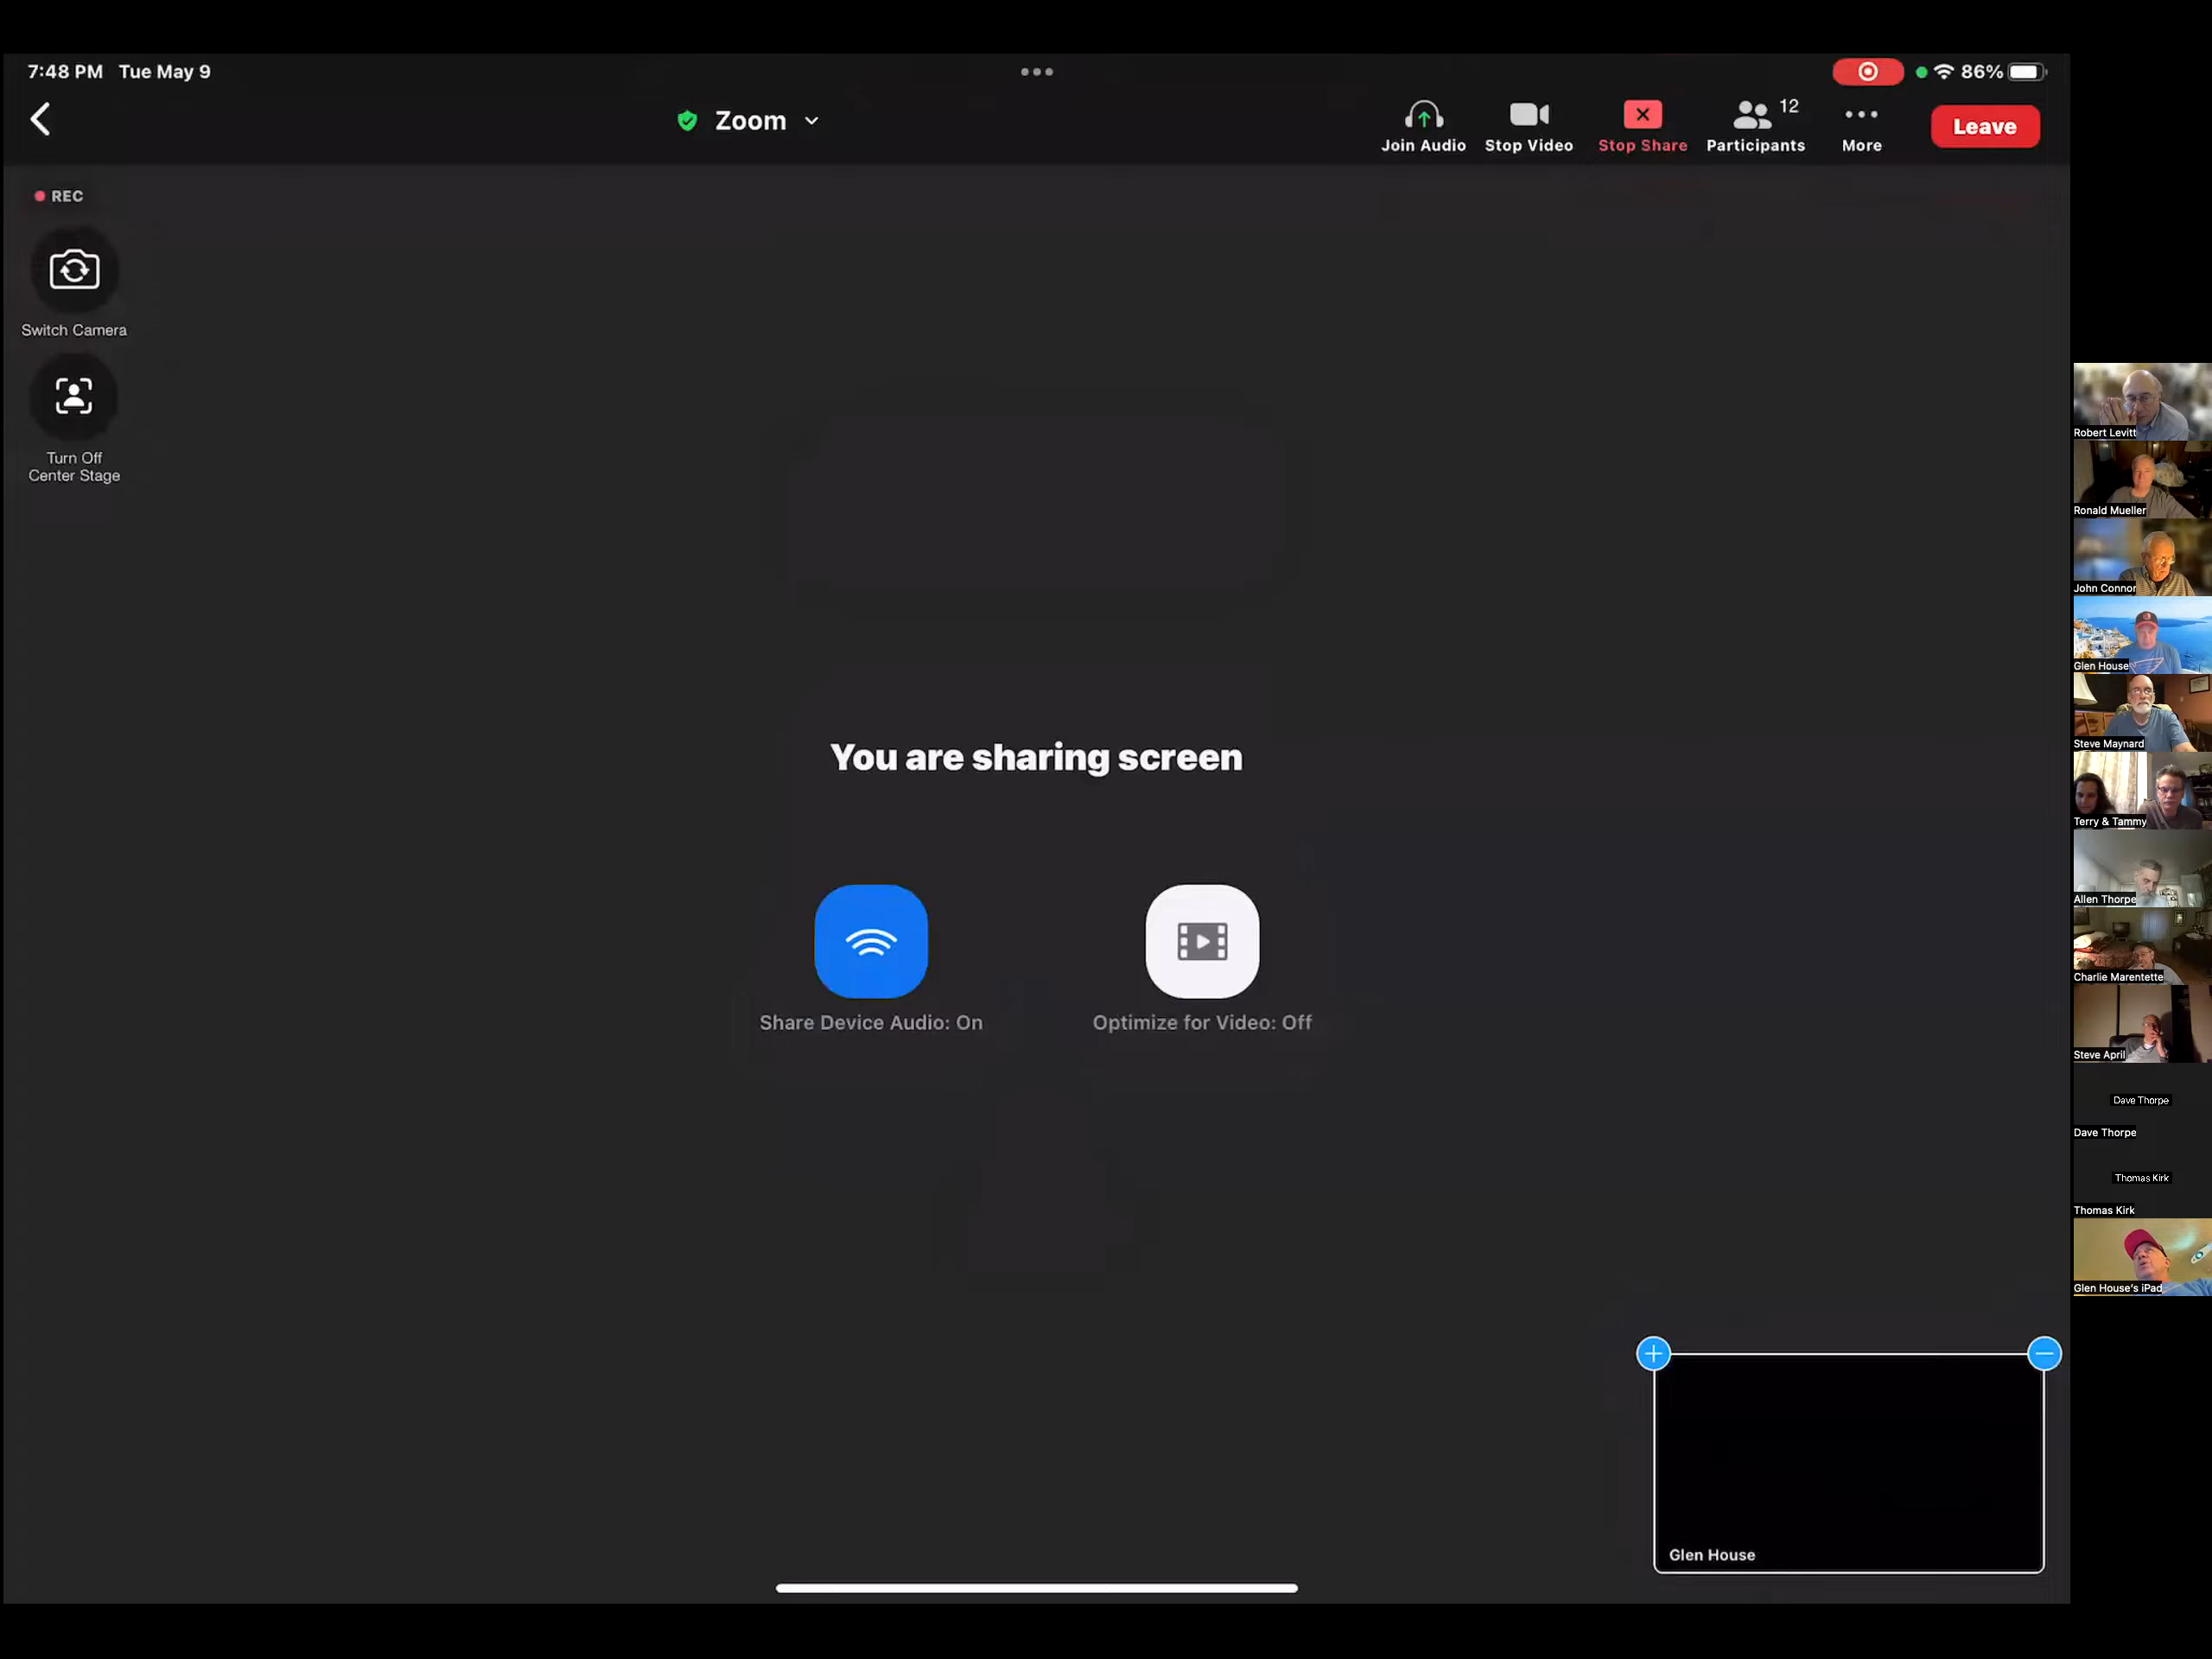 7:48 PM Tue May 9
86%
Zoom
12
Join Audio
Stop Video
Stop Share
Participants
More
Leave
REC
Switch Camera
Turn Off
Center Stage
You are sharing screen
Share Device Audio: On
Optimize for Video: Off
Glen House
Robert Levitt
Ronald Mueller
John Connor
Glen House
Steve Maynard
Terry & Tammy
Allen Thorpe
Charlie Marentette
Steve April
Dave Thorpe
Dave Thorpe
Thomas Kirk
Thomas Kirk
Glen House's iPad